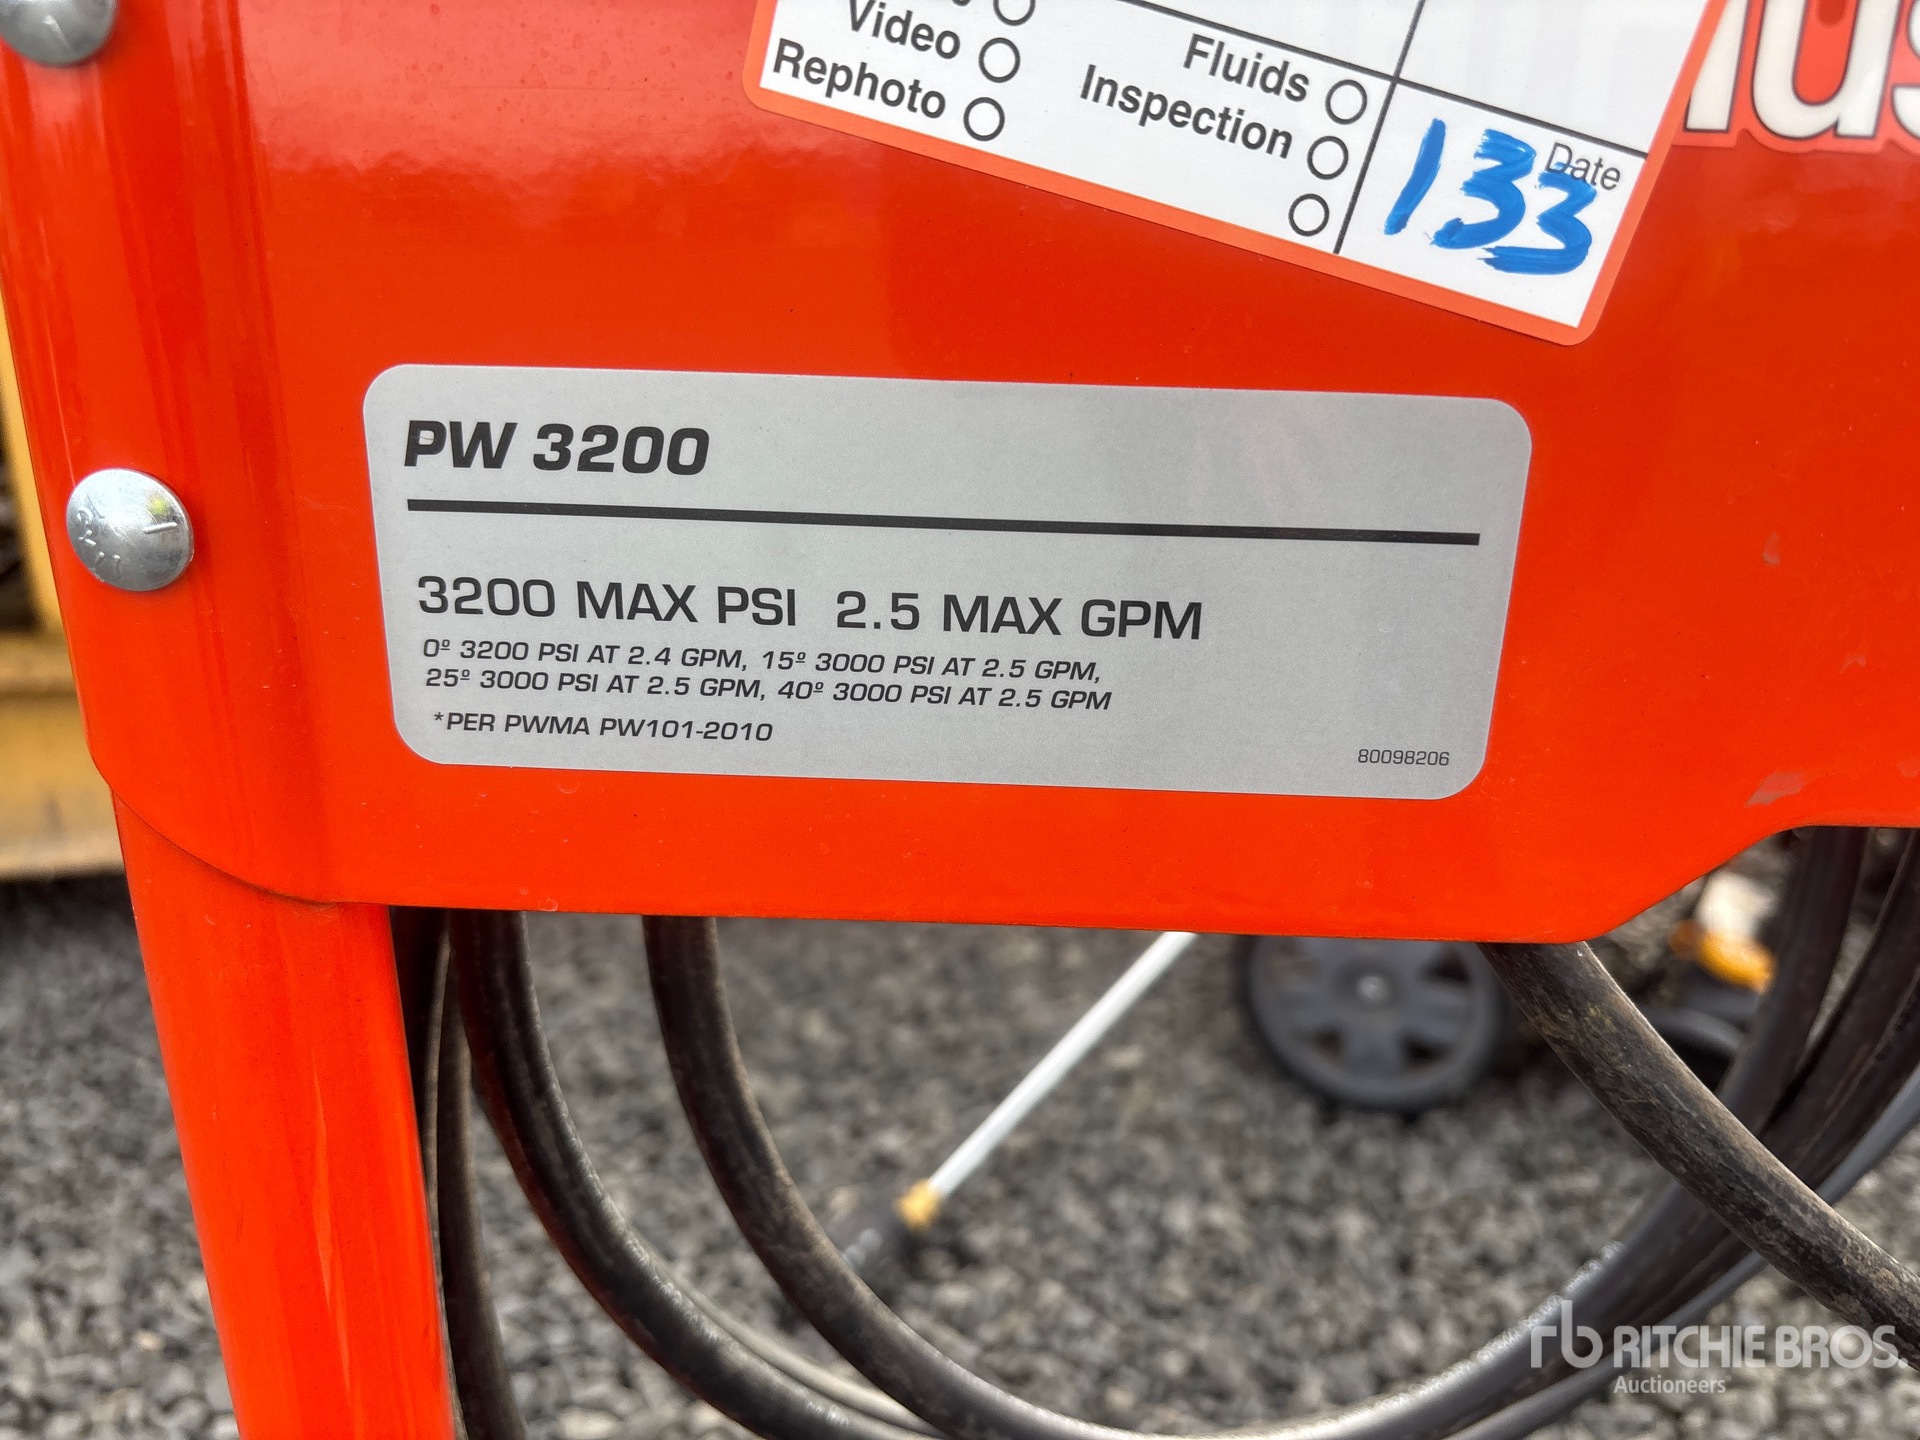 Video
Rephoto
Fluids
Inspection
Date
133
PW 3200
3200 MAX PSI 2.5 MAX GPM
0º 3200 PSI AT 2.4 GPM, 15º 3000 PSI AT 2.5 GPM,
25º 3000 PSI AT 2.5 GPM, 40º 3000 PSI AT 2.5 GPM
*PER PWMA PW101-2010
80098206
rb RITCHIE BROS.
Auctioneers